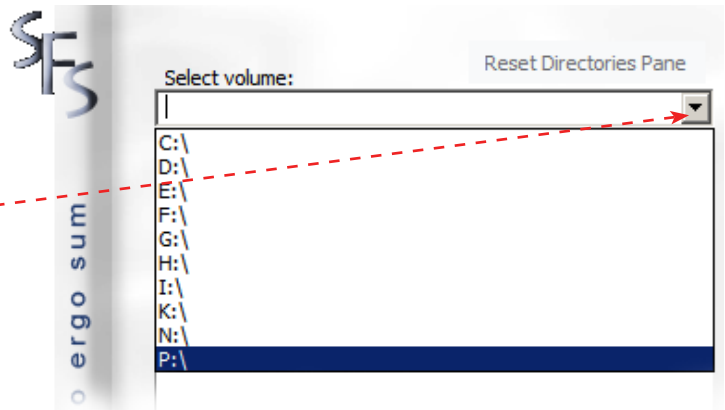 SFS
Reset Directories Pane
Select volume:
C:\
D:\
E:\
F:\
G:\
H:\
I:\
K:\
N:\
P:\
o ergo sum